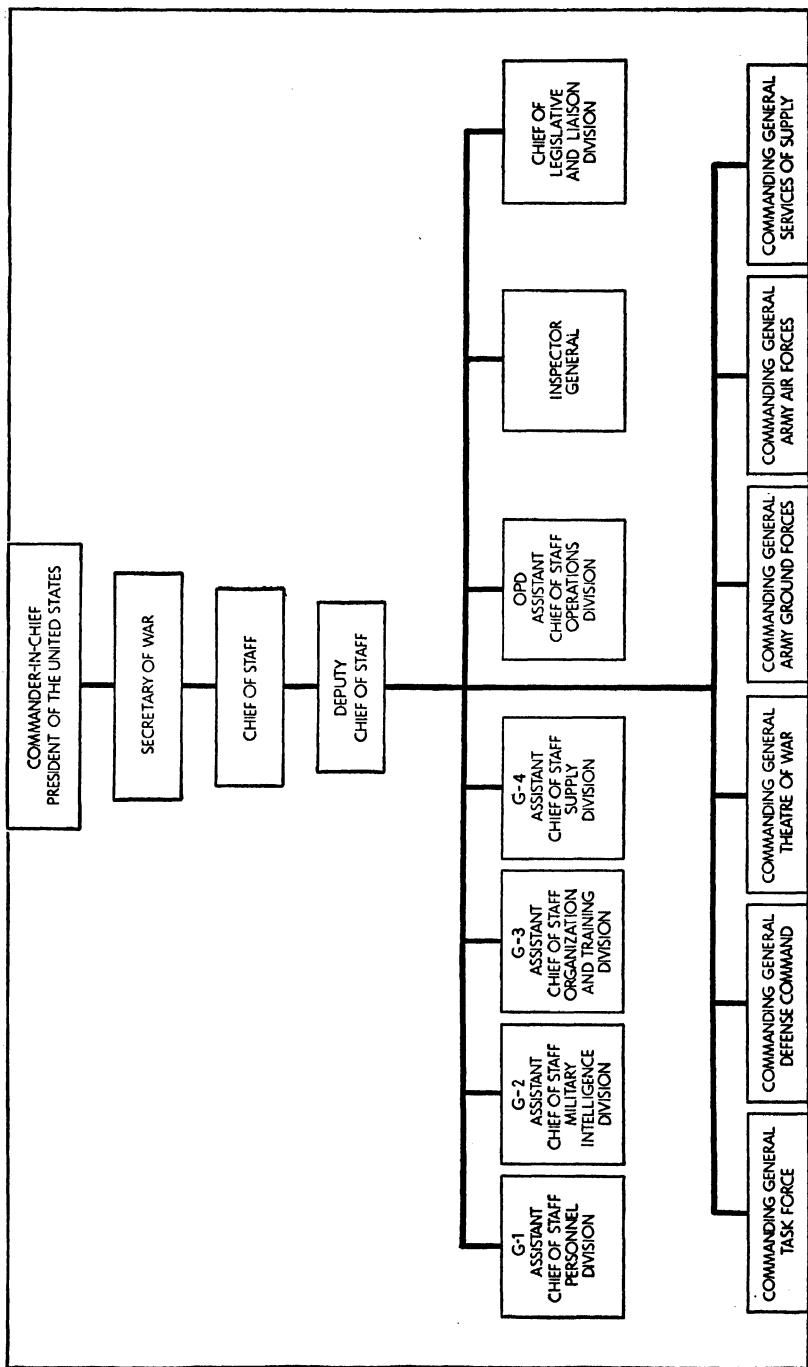 COMMANDER-IN-CHIEF
PRESIDENT OF THE UNITED STATES
SECRETARY OF WAR
CHIEF OF STAFF
DEPUTY
CHIEF OF STAFF
G-1
ASSISTANT
CHIEF OF STAFF
PERSONNEL
DIVISION
G-2
ASSISTANT
CHIEF OF STAFF
MILITARY
INTELLIGENCE
DIVISION
G-3
ASSISTANT
CHIEF OF STAFF
ORGANIZATION
AND TRAINING
DIVISION
G-4
ASSISTANT
CHIEF OF STAFF
SUPPLY
DIVISION
OPD
ASSISTANT
CHIEF OF STAFF
OPERATIONS
DIVISION
INSPECTOR
GENERAL
CHIEF OF
LEGISLATIVE
AND LIAISON
DIVISION
COMMANDING GENERAL
TASK FORCE
COMMANDING GENERAL
DEFENSE COMMAND
COMMANDING GENERAL
THEATRE OF WAR
COMMANDING GENERAL
ARMY GROUND FORCES
COMMANDING GENERAL
ARMY AIR FORCES
COMMANDING GENERAL
SERVICES OF SUPPLY